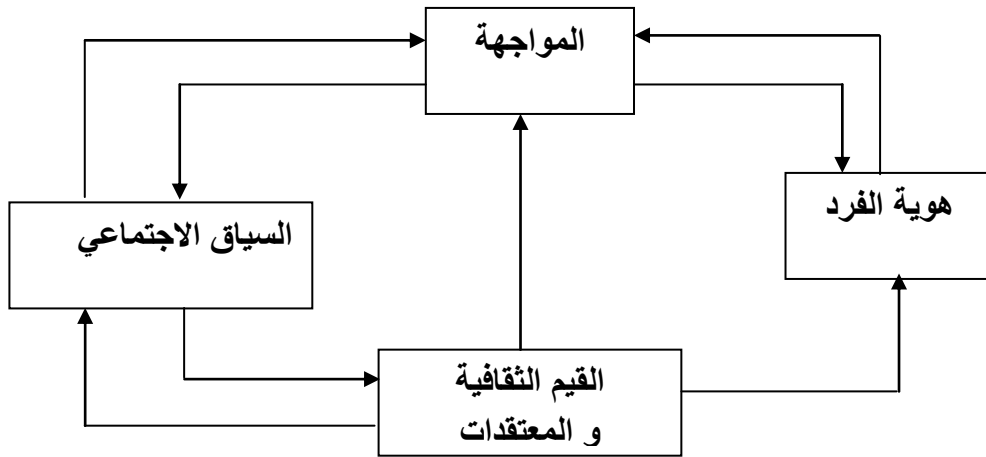 المواجهة
هوية الفرد
السياق الاجتماعي
القيم الثقافية
و المعتقدات